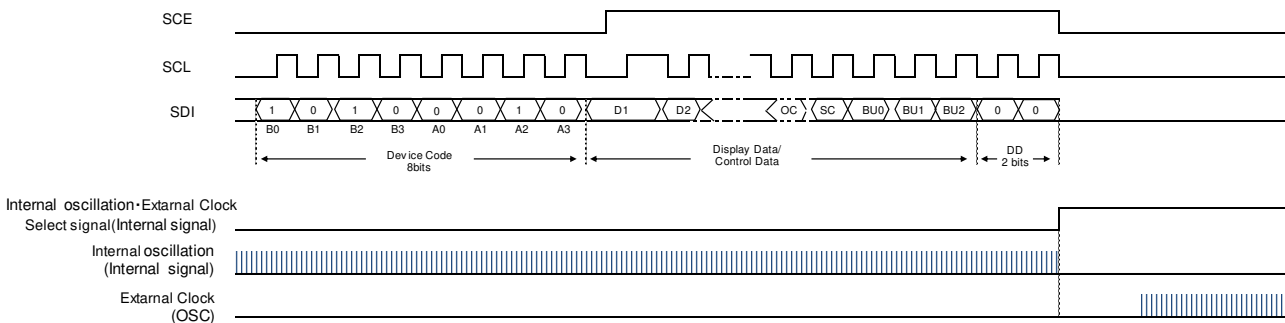 SCE
SCL
SDI
1 0 1 0 0 0 1 0 D1 D2 OC SC BU0 BU1 BU2 0 0
B0 B1 B2 B3 A0 A1 A2 A3
Device Code
8bits
Display Data/
Control Data
DD
2 bits
Internal oscillation・Extarnal Clock
Select signal(Internal signal)
Internal oscillation
(Internal signal)
Extarnal Clock
(OSC)